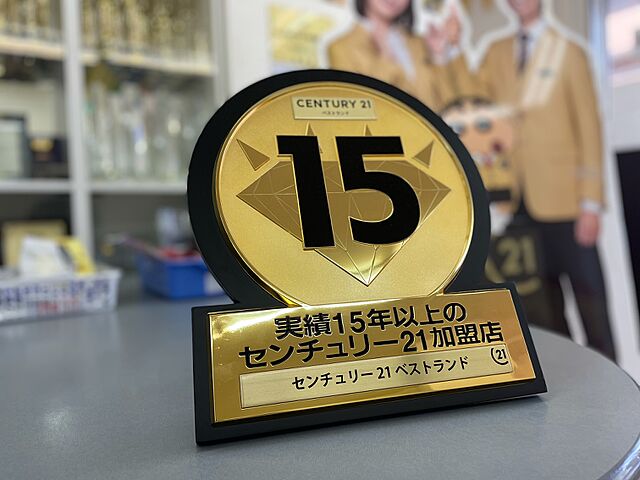 CENTURY 21
ベストランド
15
実績15年以上の
センチュリー21加盟店
センチュリー21 ベストランド
21
21